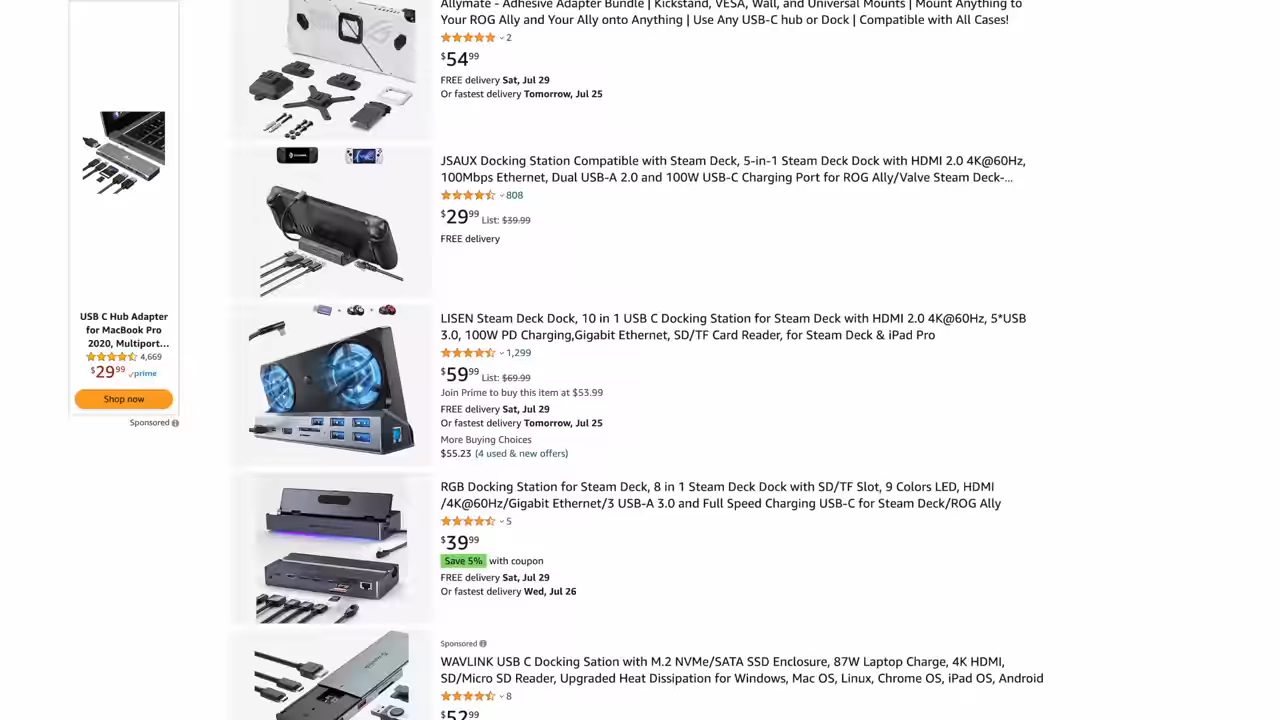 Allymate - Adhesive Adapter Bundle | Kickstand, VESA, Wall, and Universal Mounts | Mount Anything to
Your ROG Ally and Your Ally onto Anything | Use Any USB-C hub or Dock | Compatible with All Cases!
2
$54.99
FREE delivery Sat, Jul 29
Or fastest delivery Tomorrow, Jul 25
JSAUX Docking Station Compatible with Steam Deck, 5-in-1 Steam Deck Dock with HDMI 2.0 4K@60Hz,
100Mbps Ethernet, Dual USB-A 2.0 and 100W USB-C Charging Port for ROG Ally/Valve Steam Deck-...
808
$29.99 List: $39.99
FREE delivery
USB C Hub Adapter
for MacBook Pro
2020, Multiport...
4,669
$29.99 prime
Shop now
Sponsored
LISEN Steam Deck Dock, 10 in 1 USB C Docking Station for Steam Deck with HDMI 2.0 4K@60Hz, 5*USB
3.0, 100W PD Charging,Gigabit Ethernet, SD/TF Card Reader, for Steam Deck & iPad Pro
1,299
$59.99 List: $69.99
Join Prime to buy this item at $53.99
FREE delivery Sat, Jul 29
Or fastest delivery Tomorrow, Jul 25
More Buying Choices
$55.23 (4 used & new offers)
RGB Docking Station for Steam Deck, 8 in 1 Steam Deck Dock with SD/TF Slot, 9 Colors LED, HDMI
/4K@60Hz/Gigabit Ethernet/3 USB-A 3.0 and Full Speed Charging USB-C for Steam Deck/ROG Ally
5
$39.99
Save 5% with coupon
FREE delivery Sat, Jul 29
Or fastest delivery Wed, Jul 26
Sponsored
WAVLINK USB C Docking Sation with M.2 NVMe/SATA SSD Enclosure, 87W Laptop Charge, 4K HDMI,
SD/Micro SD Reader, Upgraded Heat Dissipation for Windows, Mac OS, Linux, Chrome OS, iPad OS, Android
8
$52.99